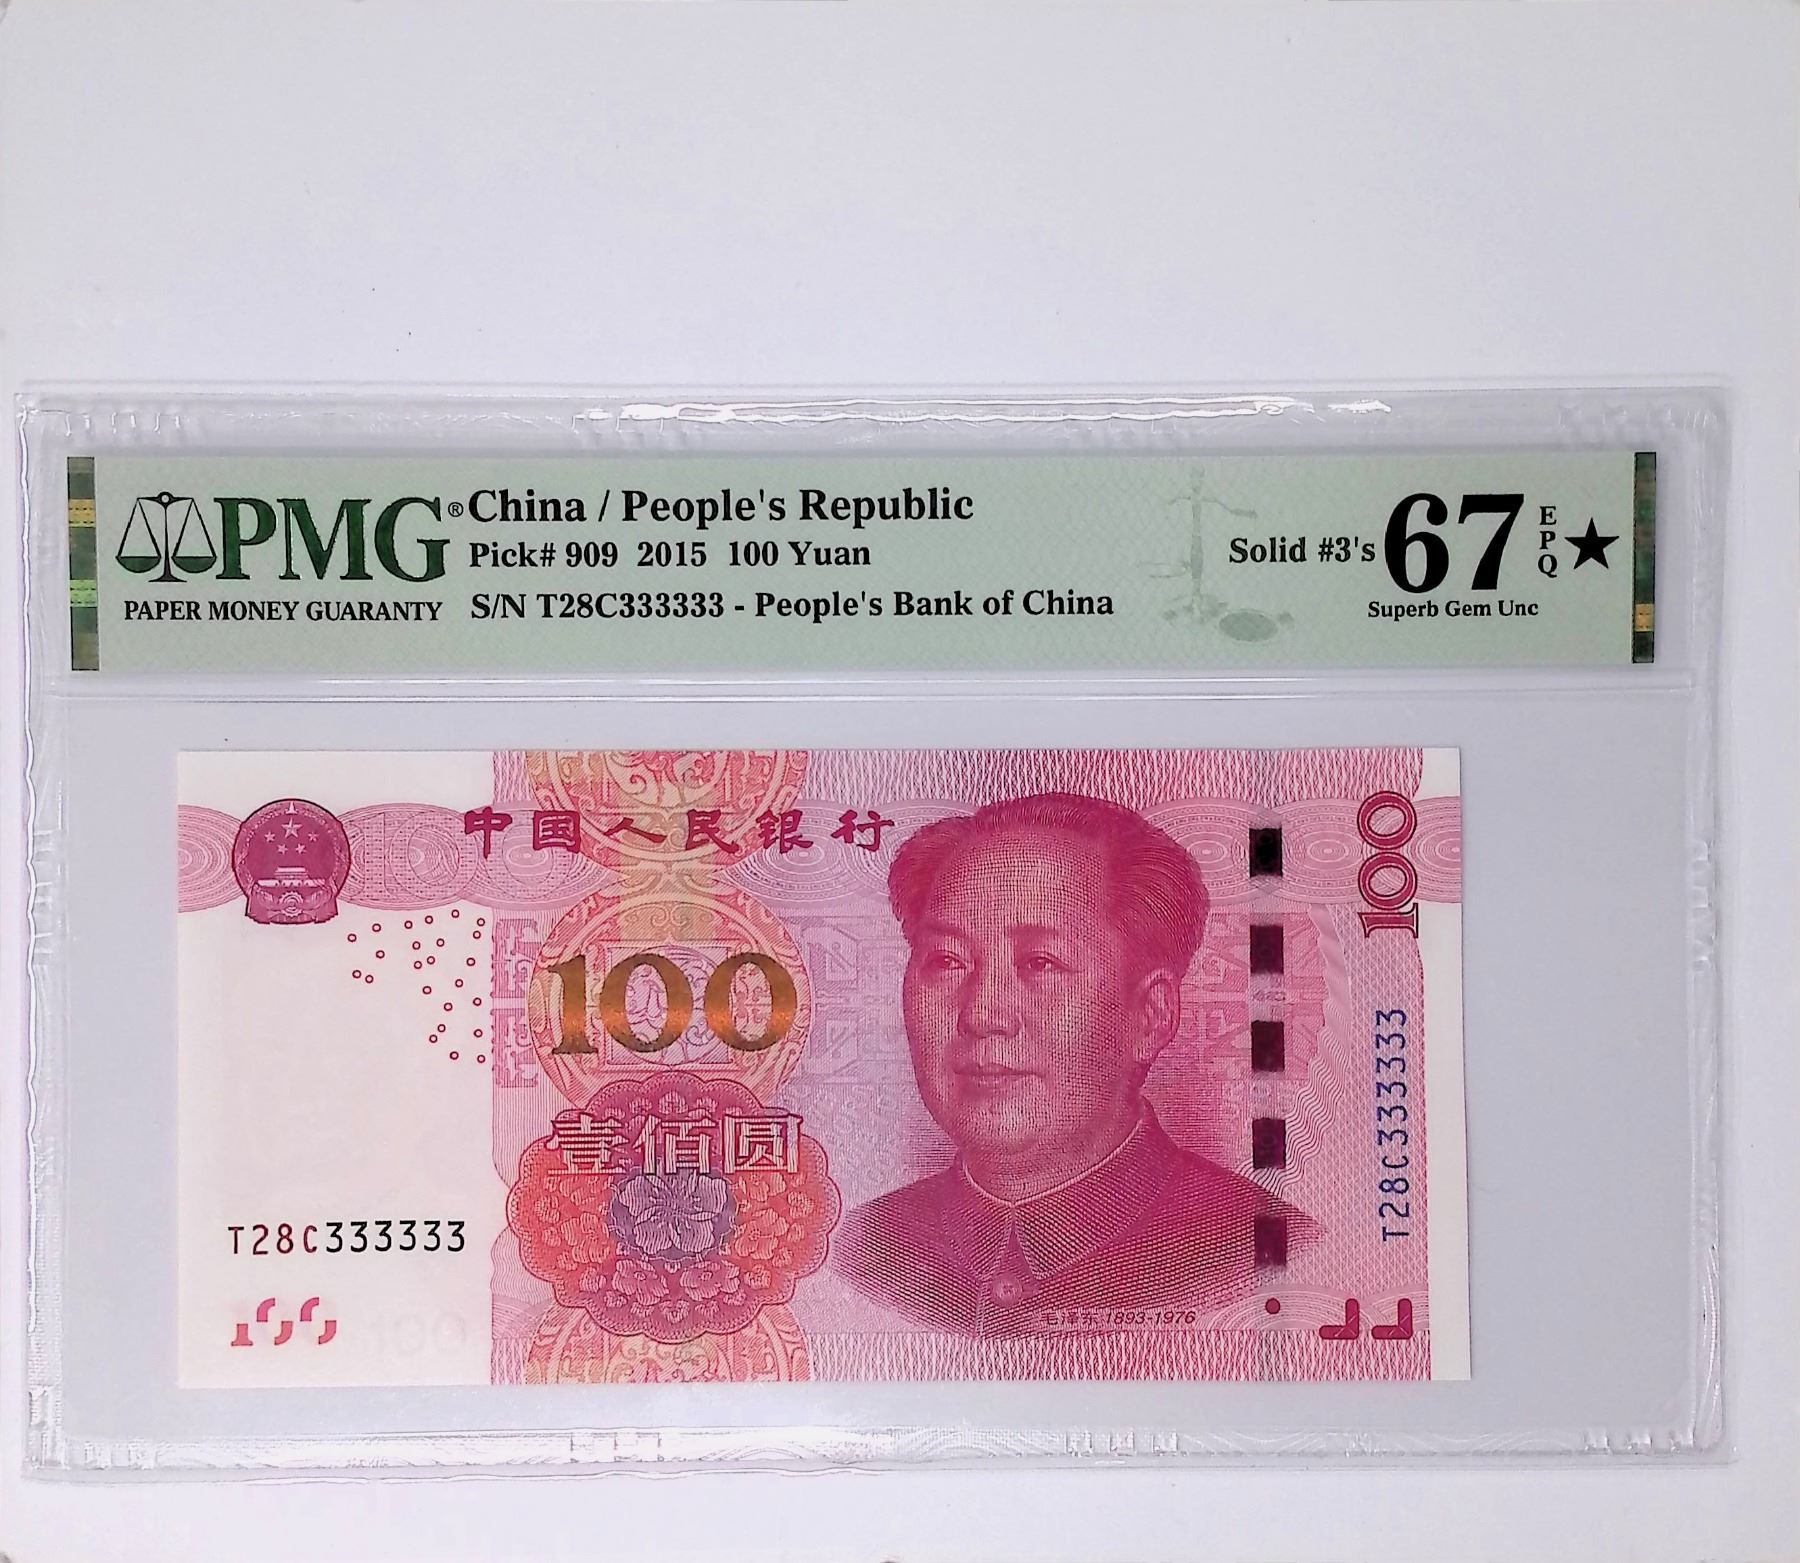 PMG®
PAPER MONEY GUARANTY
China / People's Republic
Pick# 909 2015 100 Yuan
S/N T28C333333 - People's Bank of China
Solid #3's
67
EPQ
★
Superb Gem Unc
中国人民银行
100
100
壹佰圆
T28C333333
T28C333333
毛泽东 1893-1976